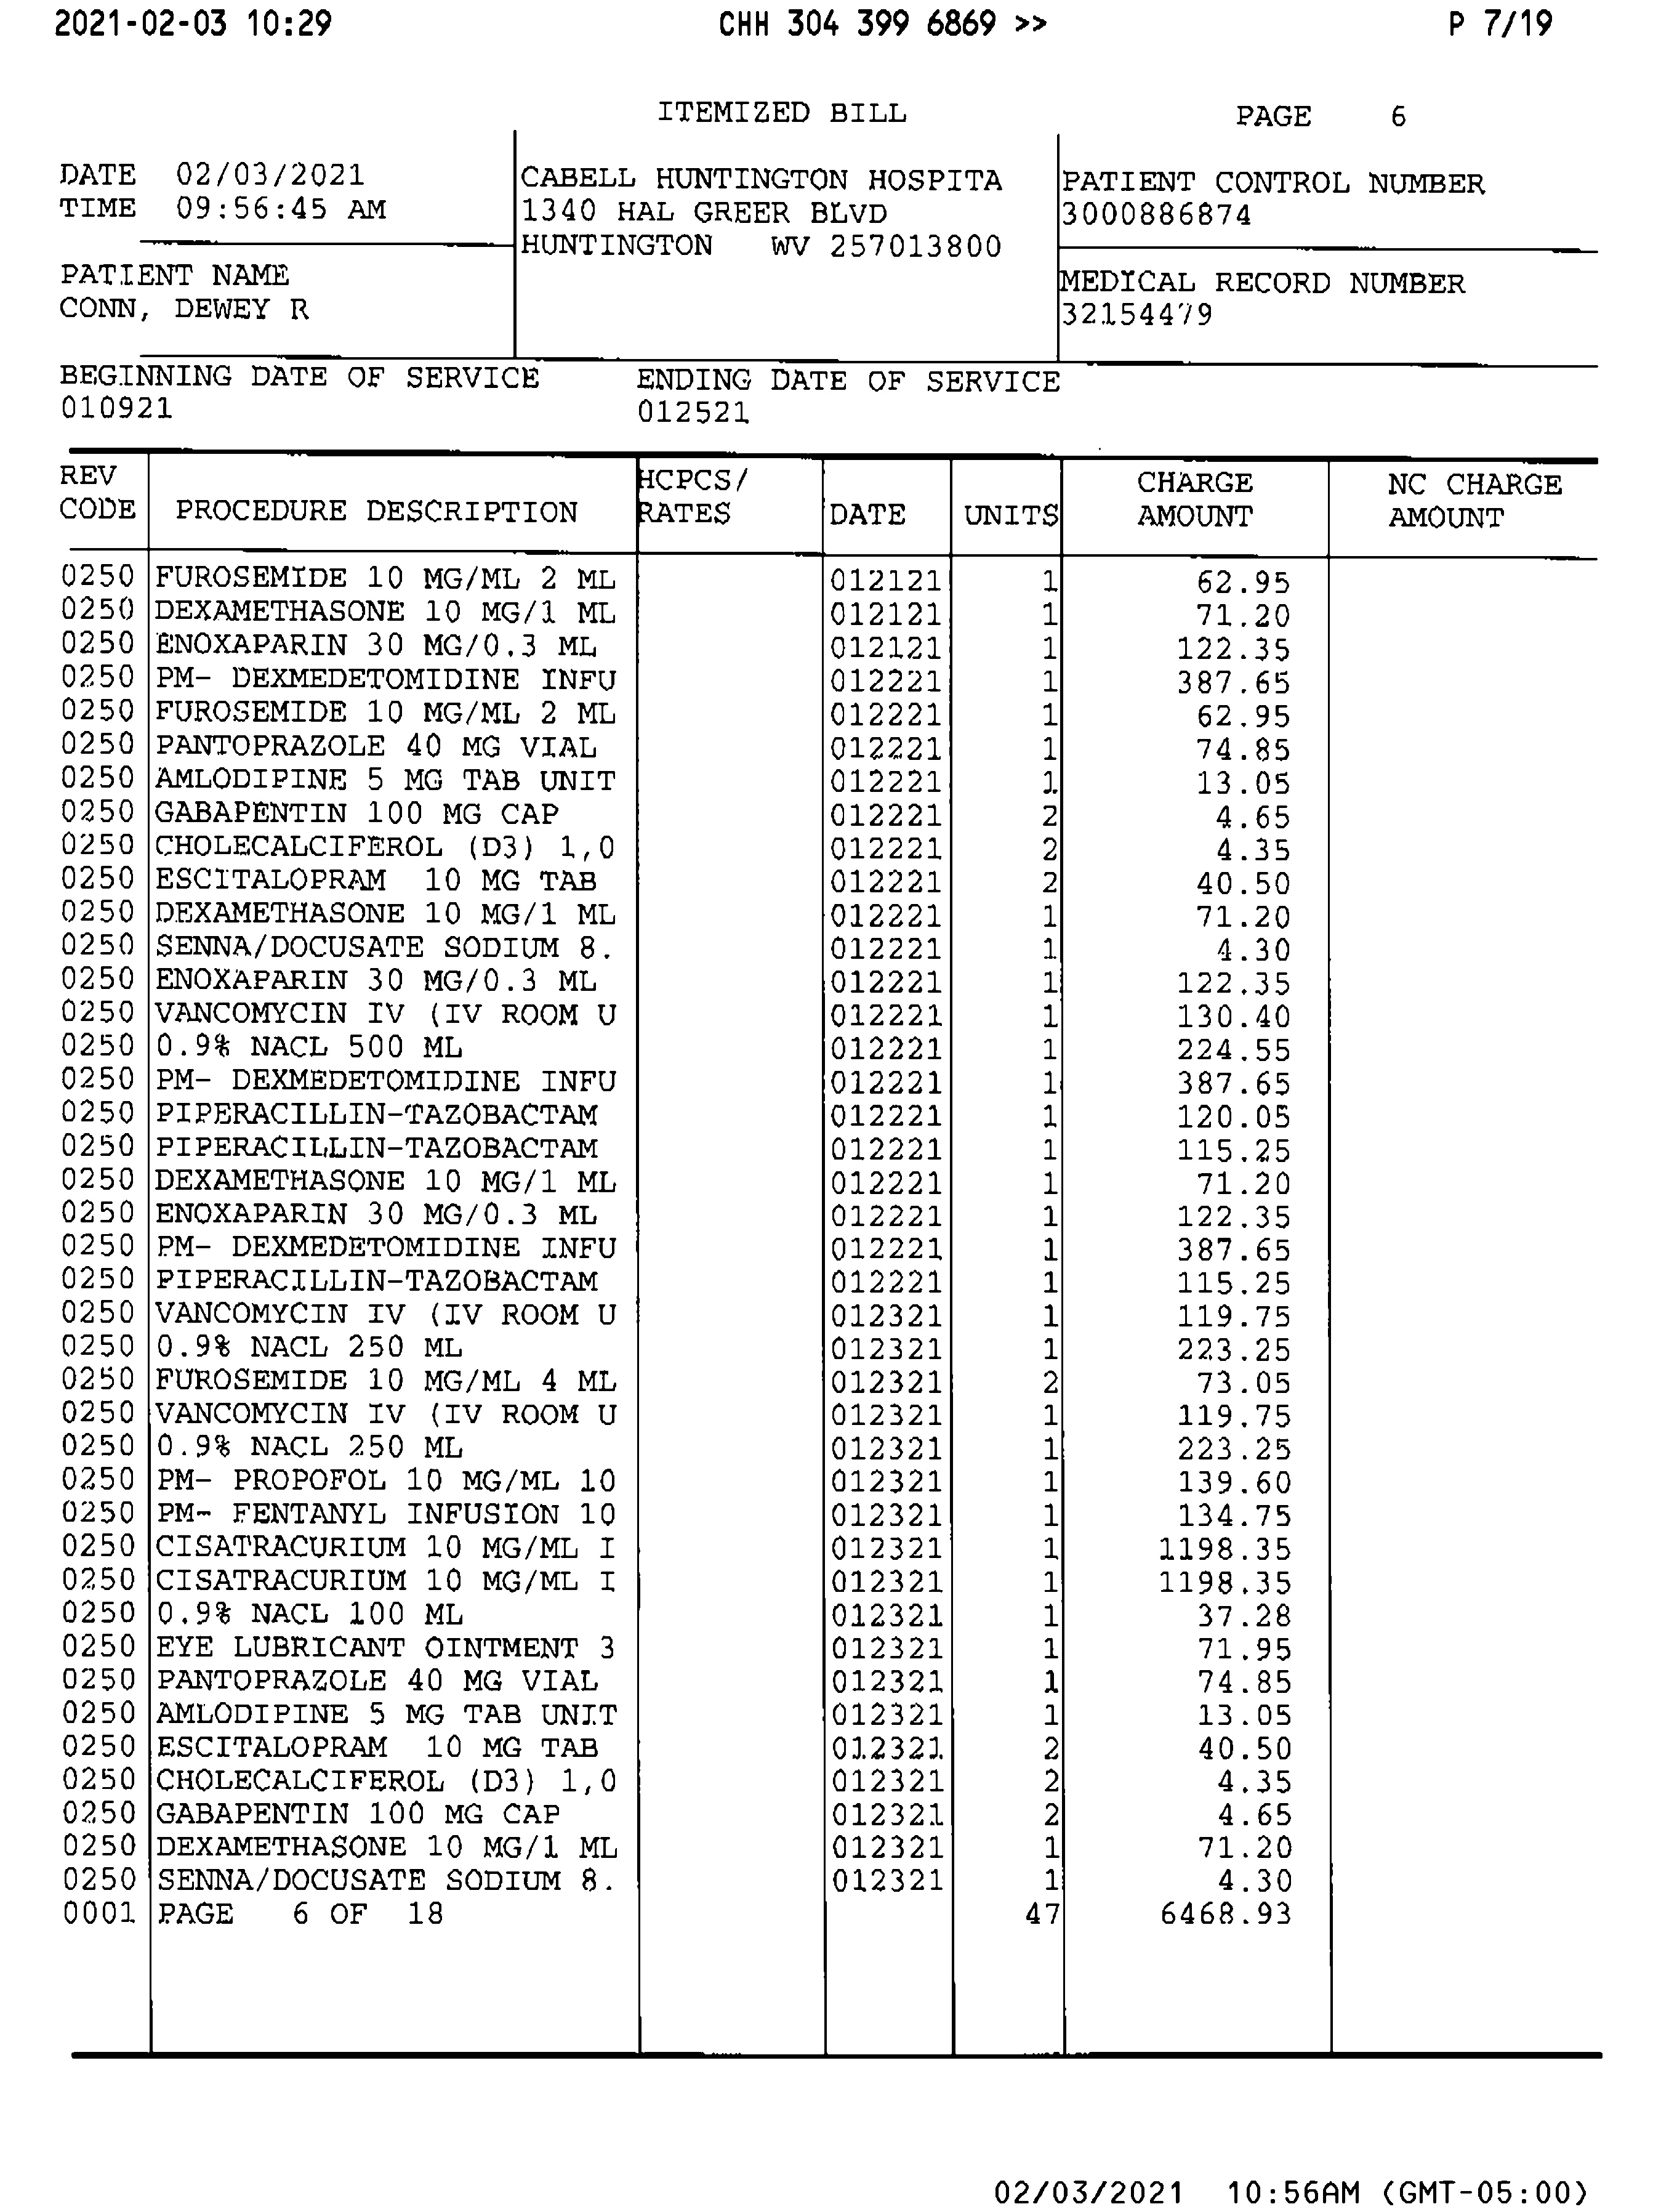 2021-02-03 10:29 CHH 304 399 6869 >> P 7/19
ITEMIZED BILL PAGE 6
DATE 02/03/2021 CABELL HUNTINGTON HOSPITA PATIENT CONTROL NUMBER
TIME 09:56:45 AM 1340 HAL GREER BLVD 3000886874
HUNTINGTON WV 257013800
PATIENT NAME MEDICAL RECORD NUMBER
CONN, DEWEY R 32154479
BEGINNING DATE OF SERVICE ENDING DATE OF SERVICE
010921 012521
REV HCPCS/ CHARGE NC CHARGE
CODE PROCEDURE DESCRIPTION RATES DATE UNITS AMOUNT AMOUNT
0250 FUROSEMIDE 10 MG/ML 2 ML 012121 1 62.95
0250 DEXAMETHASONE 10 MG/1 ML 012121 1 71.20
0250 ENOXAPARIN 30 MG/0.3 ML 012121 1 122.35
0250 PM- DEXMEDETOMIDINE INFU 012221 1 387.65
0250 FUROSEMIDE 10 MG/ML 2 ML 012221 1 62.95
0250 PANTOPRAZOLE 40 MG VIAL 012221 1 74.85
0250 AMLODIPINE 5 MG TAB UNIT 012221 1 13.05
0250 GABAPENTIN 100 MG CAP 012221 2 4.65
0250 CHOLECALCIFEROL (D3) 1,0 012221 2 4.35
0250 ESCITALOPRAM 10 MG TAB 012221 2 40.50
0250 DEXAMETHASONE 10 MG/1 ML 012221 1 71.20
0250 SENNA/DOCUSATE SODIUM 8. 012221 1 4.30
0250 ENOXAPARIN 30 MG/0.3 ML 012221 1 122.35
0250 VANCOMYCIN IV (IV ROOM U 012221 1 130.40
0250 0.9% NACL 500 ML 012221 1 224.55
0250 PM- DEXMEDETOMIDINE INFU 012221 1 387.65
0250 PIPERACILLIN-TAZOBACTAM 012221 1 120.05
0250 PIPERACILLIN-TAZOBACTAM 012221 1 115.25
0250 DEXAMETHASONE 10 MG/1 ML 012221 1 71.20
0250 ENOXAPARIN 30 MG/0.3 ML 012221 1 122.35
0250 PM- DEXMEDETOMIDINE INFU 012221 1 387.65
0250 PIPERACILLIN-TAZOBACTAM 012221 1 115.25
0250 VANCOMYCIN IV (IV ROOM U 012321 1 119.75
0250 0.9% NACL 250 ML 012321 1 223.25
0250 FUROSEMIDE 10 MG/ML 4 ML 012321 2 73.05
0250 VANCOMYCIN IV (IV ROOM U 012321 1 119.75
0250 0.9% NACL 250 ML 012321 1 223.25
0250 PM- PROPOFOL 10 MG/ML 10 012321 1 139.60
0250 PM- FENTANYL INFUSION 10 012321 1 134.75
0250 CISATRACURIUM 10 MG/ML I 012321 1 1198.35
0250 CISATRACURIUM 10 MG/ML I 012321 1 1198.35
0250 0.9% NACL 100 ML 012321 1 37.28
0250 EYE LUBRICANT OINTMENT 3 012321 1 71.95
0250 PANTOPRAZOLE 40 MG VIAL 012321 1 74.85
0250 AMLODIPINE 5 MG TAB UNIT 012321 1 13.05
0250 ESCITALOPRAM 10 MG TAB 012321 2 40.50
0250 CHOLECALCIFEROL (D3) 1,0 012321 2 4.35
0250 GABAPENTIN 100 MG CAP 012321 2 4.65
0250 DEXAMETHASONE 10 MG/1 ML 012321 1 71.20
0250 SENNA/DOCUSATE SODIUM 8. 012321 1 4.30
0001 PAGE 6 OF 18 47 6468.93
02/03/2021 10:56AM (GMT-05:00)